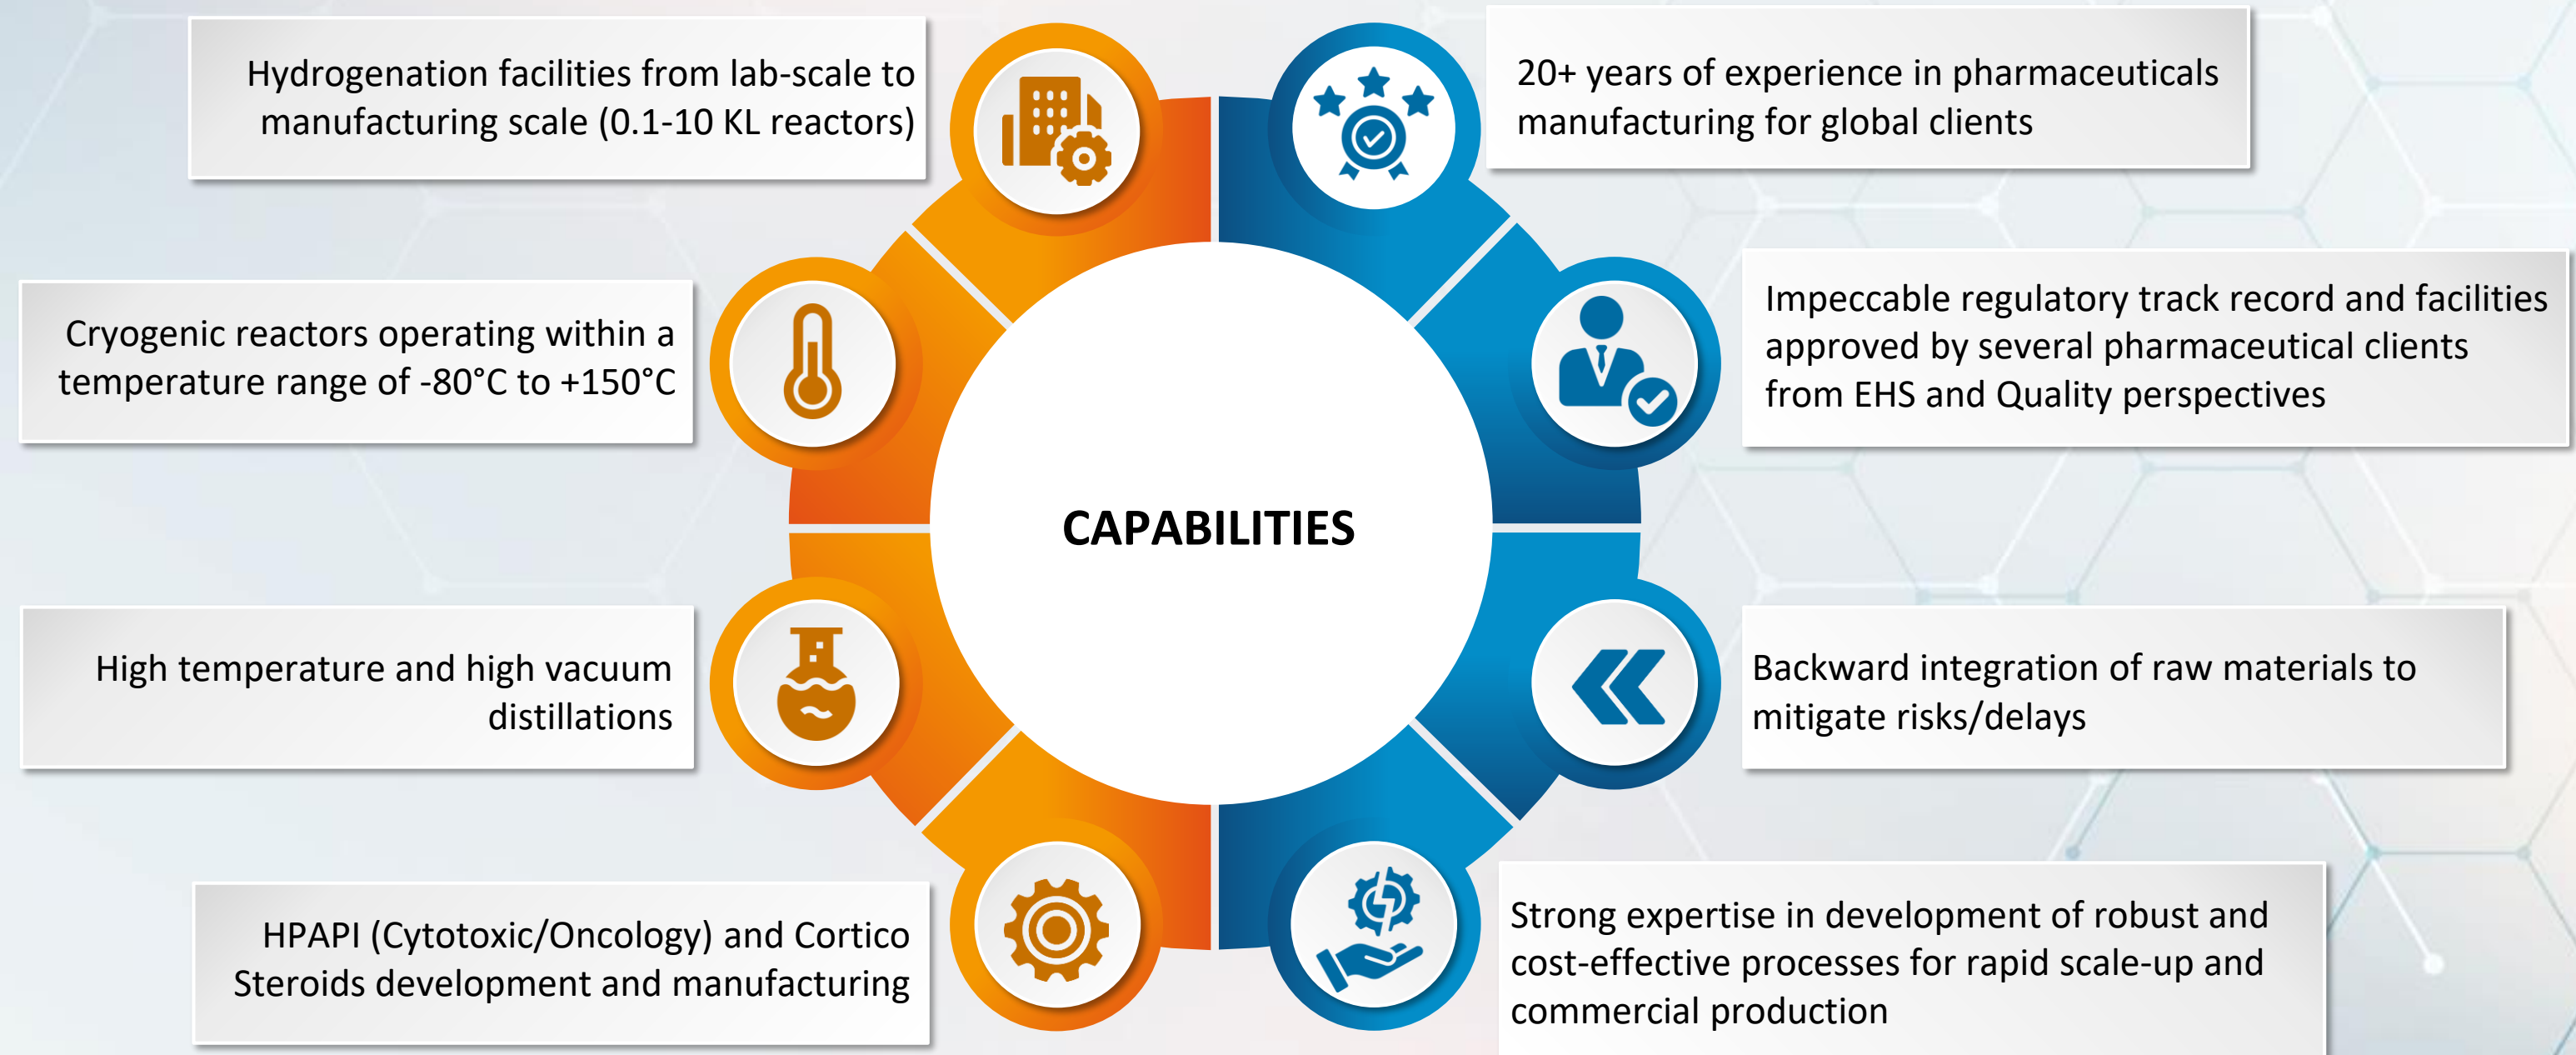 Hydrogenation facilities from lab-scale to
manufacturing scale (0.1-10 KL reactors)
Cryogenic reactors operating within a
temperature range of -80°C to +150°C
High temperature and high vacuum
distillations
HPAPI (Cytotoxic/Oncology) and Cortico
Steroids development and manufacturing
CAPABILITIES
20+ years of experience in pharmaceuticals
manufacturing for global clients
Impeccable regulatory track record and facilities
approved by several pharmaceutical clients
from EHS and Quality perspectives
Backward integration of raw materials to
mitigate risks/delays
Strong expertise in development of robust and
cost-effective processes for rapid scale-up and
commercial production